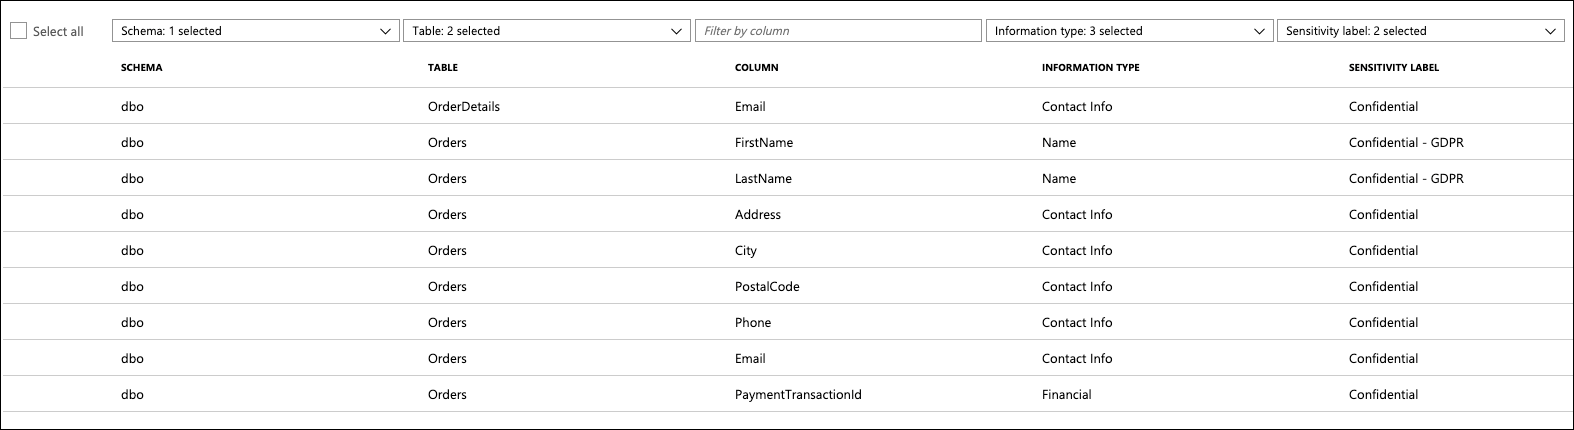 Select all Schema: 1 selected Table: 2 selected Filter by column Information type: 3 selected Sensitivity label: 2 selected
SCHEMA TABLE COLUMN INFORMATION TYPE SENSITIVITY LABEL
dbo OrderDetails Email Contact Info Confidential
dbo Orders FirstName Name Confidential - GDPR
dbo Orders LastName Name Confidential - GDPR
dbo Orders Address Contact Info Confidential
dbo Orders City Contact Info Confidential
dbo Orders PostalCode Contact Info Confidential
dbo Orders Phone Contact Info Confidential
dbo Orders Email Contact Info Confidential
dbo Orders PaymentTransactionId Financial Confidential